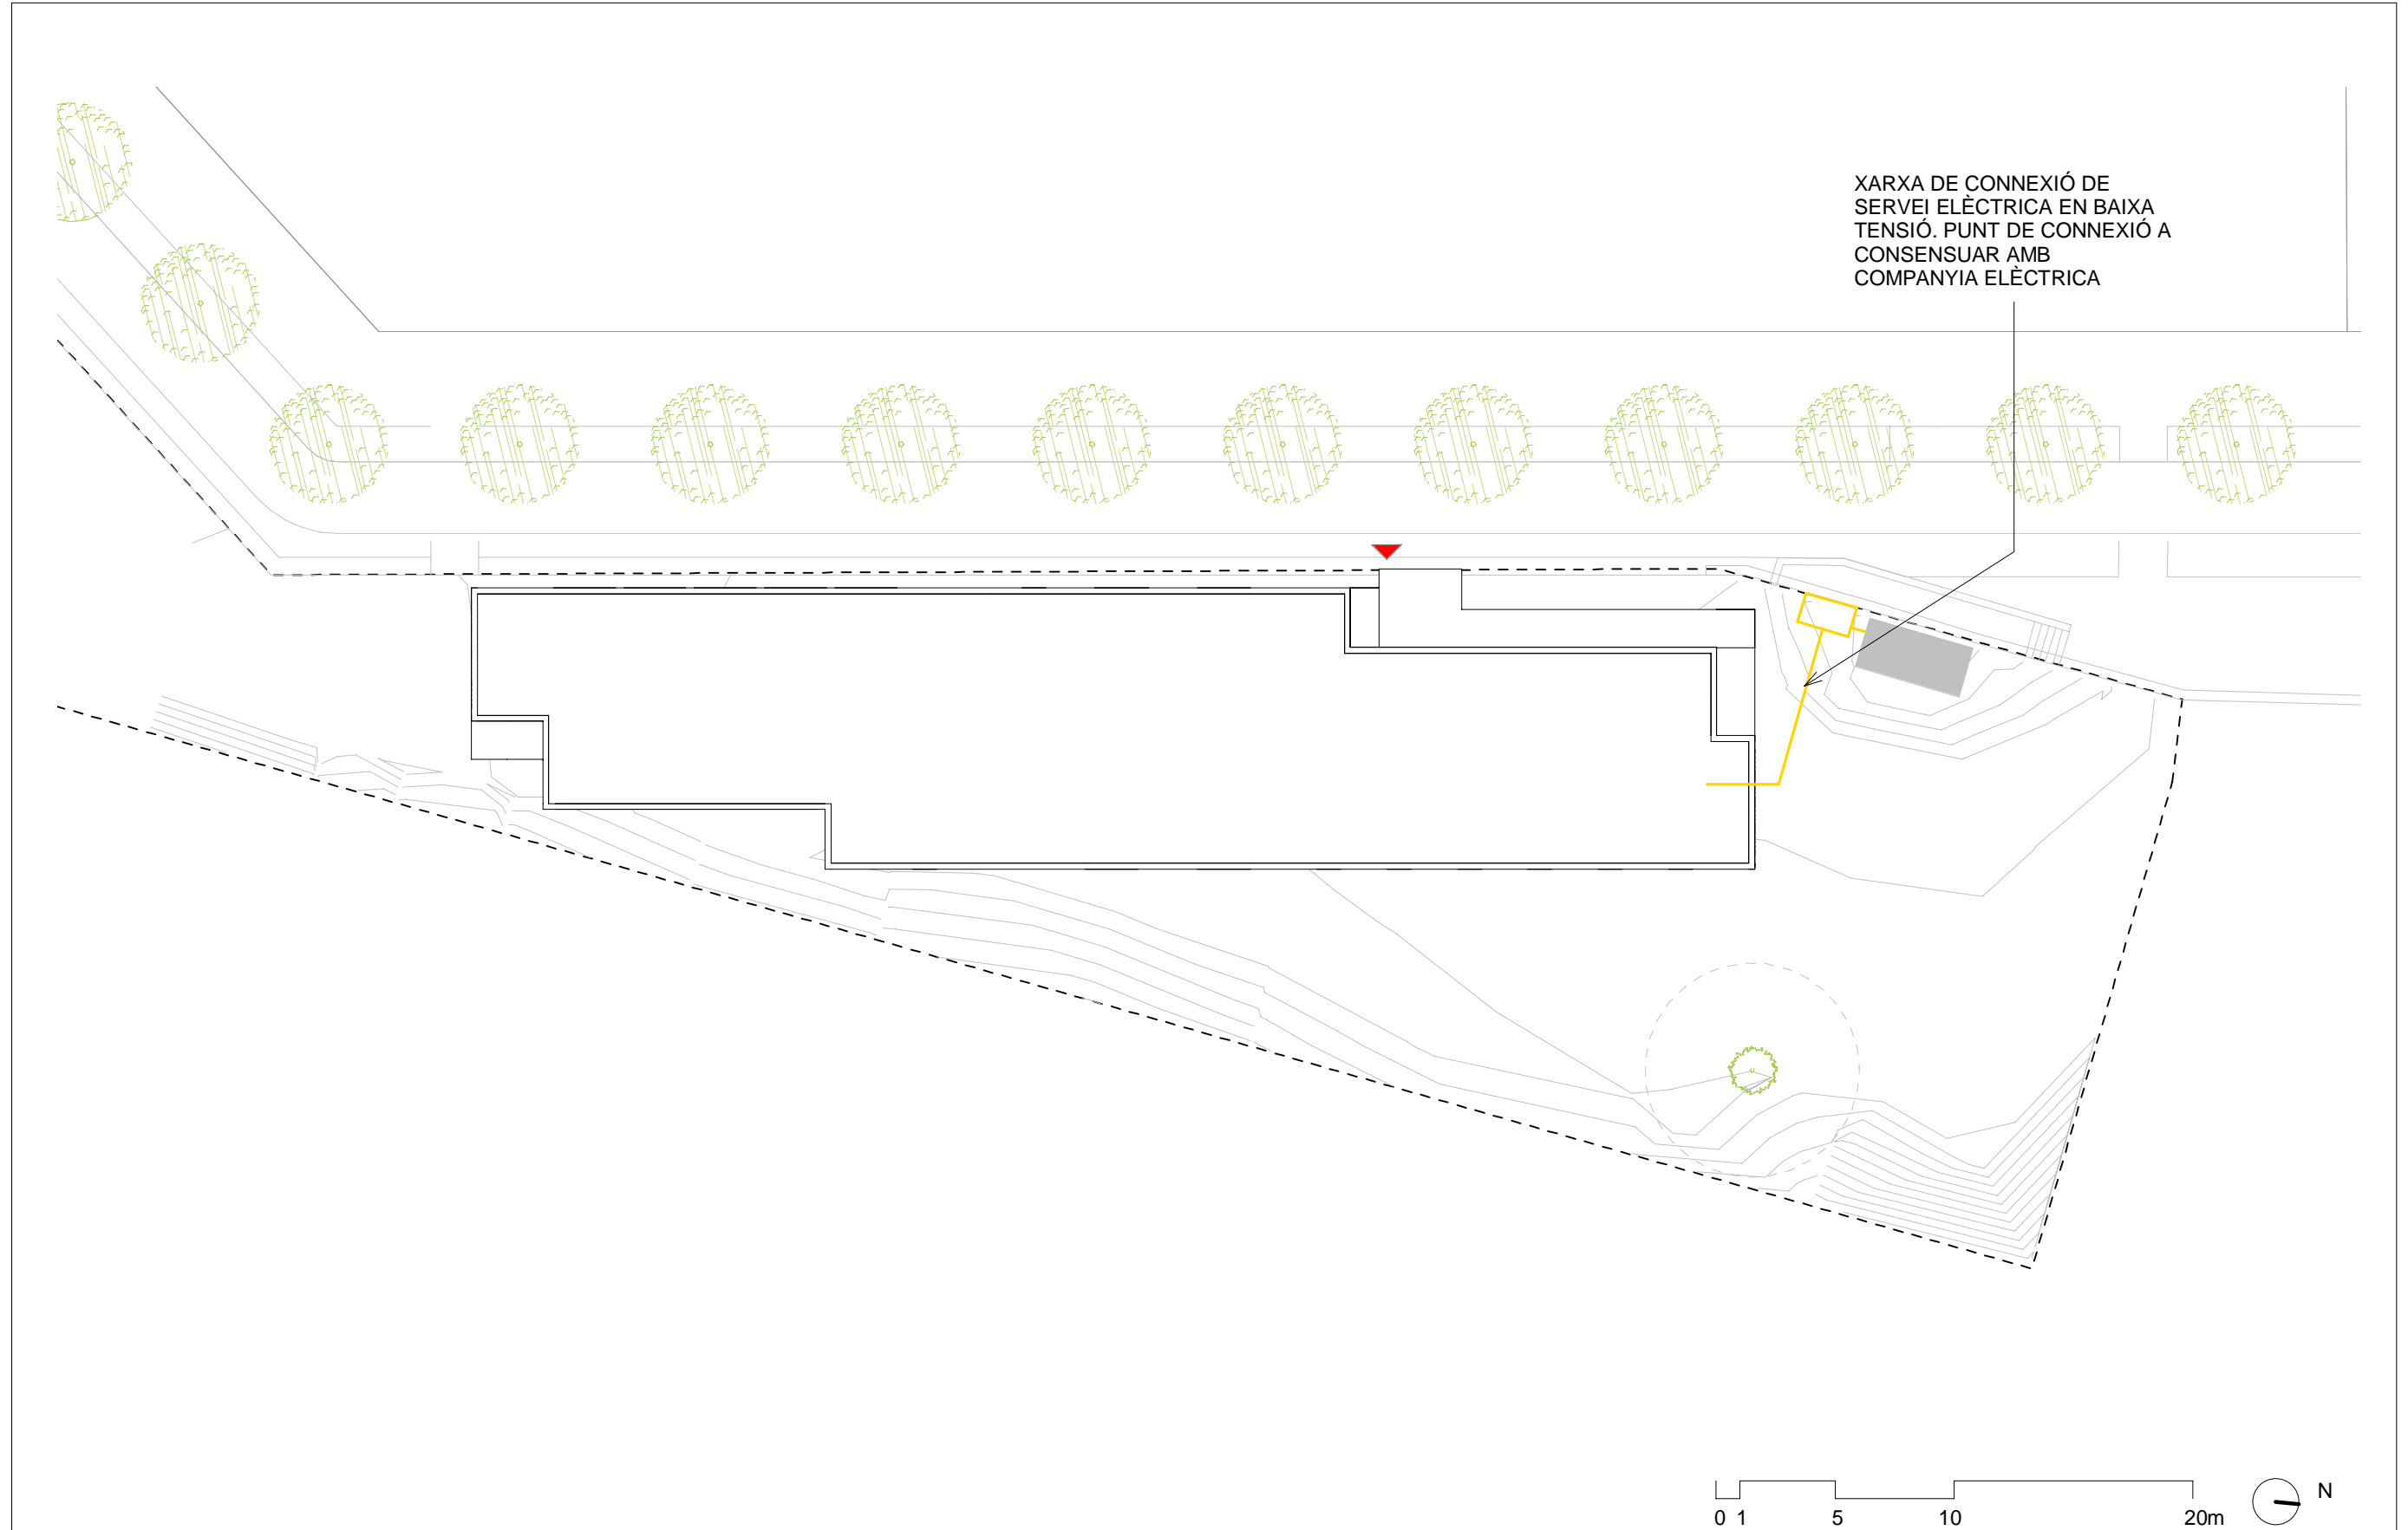 XARXA DE CONNEXIÓ DE
SERVEI ELÈCTRICA EN BAIXA
TENSIÓ. PUNT DE CONNEXIÓ A
CONSENSUAR AMB
COMPANYIA ELÈCTRICA
0 1 5 10 20m
N